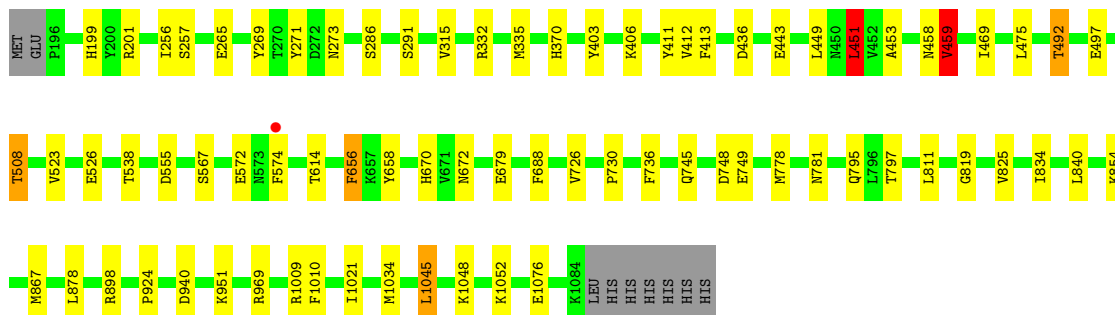 MET GLU P196 H199 Y200 R201 I256 S257 E265 Y269 T270 Y271 D272 N273 S286 S291 V315 R332 M335 H370 Y403 K406 Y411 V412 F413 D436 E443 L449 N450 L451 V452 A453 N458 V459 I469 L475 T492 E497
T508 V523 E526 T538 D555 S567 E572 N573 F574 T614 F656 K657 Y658 H670 V671 N672 E679 F688 V726 P730 F736 Q745 D748 E749 M778 N781 Q795 L796 T797 L811 G819 V825 I834 L840 K854
M867 L878 R898 P924 D940 K951 R969 R1009 F1010 I1021 M1034 L1045 K1048 K1052 E1076 K1084 LEU HIS HIS HIS HIS HIS HIS